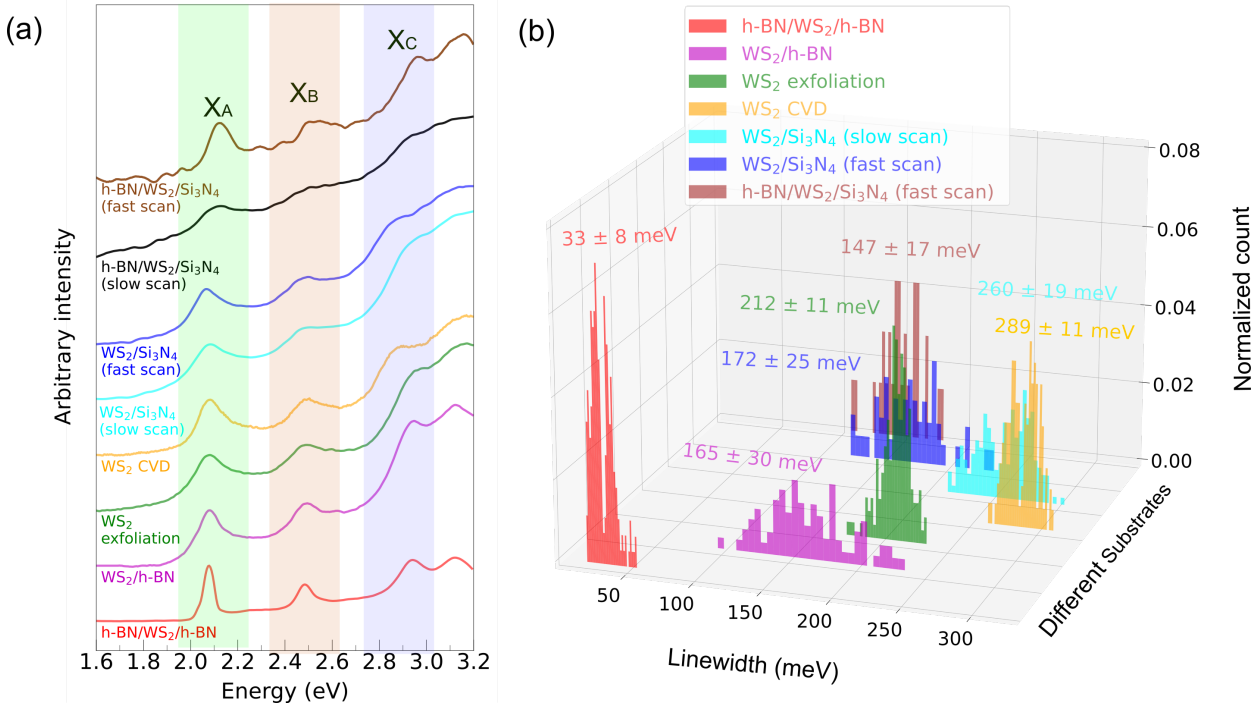 (a)
X_A
X_B
X_C
h-BN/WS₂/Si₃N₄
(fast scan)
h-BN/WS₂/Si₃N₄
(slow scan)
WS₂/Si₃N₄
(fast scan)
WS₂/Si₃N₄
(slow scan)
WS₂ CVD
WS₂
exfoliation
WS₂/h-BN
h-BN/WS₂/h-BN
Arbitrary intensity
1.6 1.8 2.0 2.2 2.4 2.6 2.8 3.0 3.2
Energy (eV)
(b)
h-BN/WS₂/h-BN
WS₂/h-BN
WS₂ exfoliation
WS₂ CVD
WS₂/Si₃N₄ (slow scan)
WS₂/Si₃N₄ (fast scan)
h-BN/WS₂/Si₃N₄ (fast scan)
33 ± 8 meV
147 ± 17 meV
212 ± 11 meV
260 ± 19 meV
289 ± 11 meV
172 ± 25 meV
165 ± 30 meV
0.08
0.06
0.04
0.02
0.00
Normalized count
50 100 150 200 250 300
Linewidth (meV)
Different Substrates